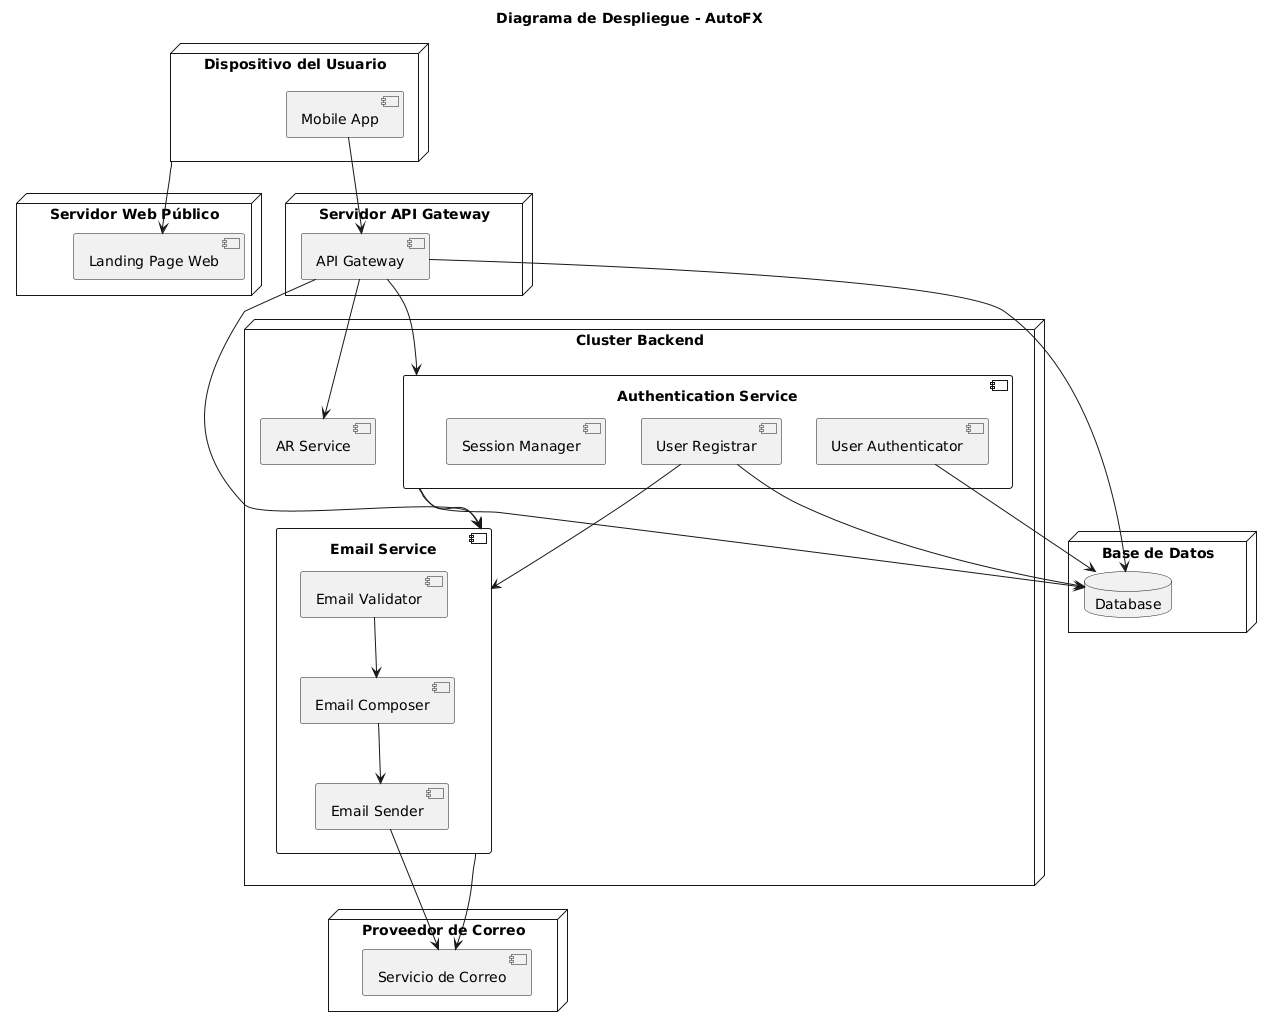 Diagrama de Despliegue - AutoFX
Dispositivo del Usuario
Mobile App
Servidor Web Público
Landing Page Web
Servidor API Gateway
API Gateway
Cluster Backend
Authentication Service
AR Service
Session Manager
User Registrar
User Authenticator
Email Service
Email Validator
Email Composer
Email Sender
Base de Datos
Database
Proveedor de Correo
Servicio de Correo